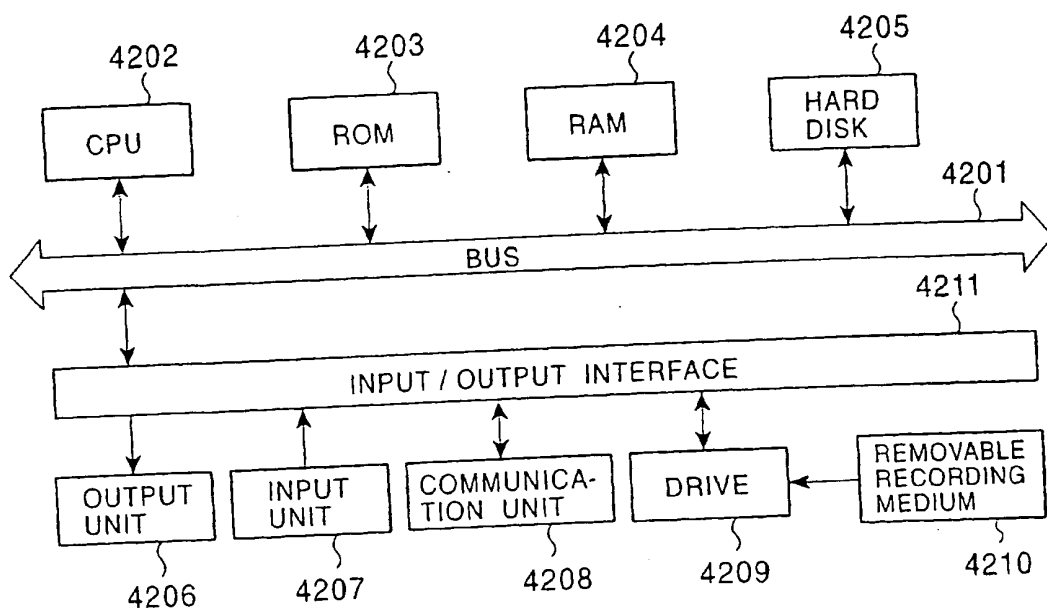 4202
4203
4204
4205
CPU
ROM
RAM
HARD
DISK
4201
BUS
4211
INPUT / OUTPUT INTERFACE
OUTPUT
UNIT
INPUT
UNIT
COMMUNICA-
TION UNIT
DRIVE
REMOVABLE
RECORDING
MEDIUM
4206
4207
4208
4209
4210